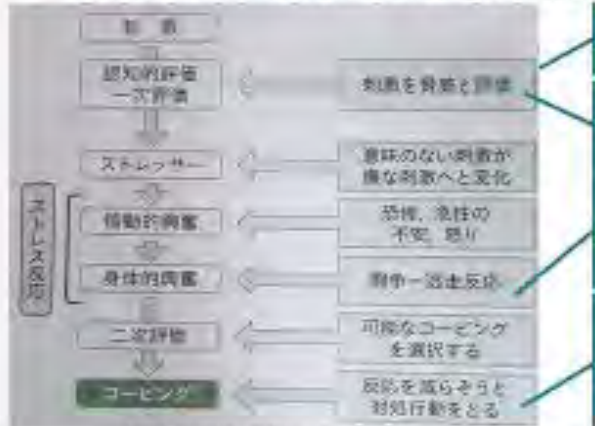 刺激
認知的評価
一次評価
刺激を脅威と評価
ストレッサー
意味のない刺激が
嫌な刺激へと変化
ストレス反応
情動的興奮
恐怖、急性の
不安、怒り
身体的興奮
闘争－逃走反応
二次評価
可能なコーピング
を選択する
コーピング
反応を減らそうと
対処行動をとる